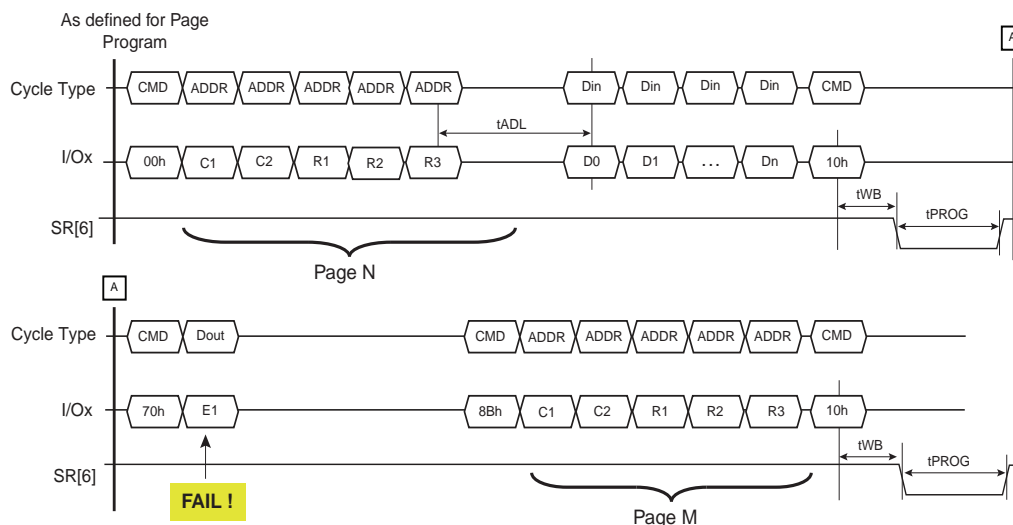 As defined for Page
Program
A
Cycle Type CMD ADDR ADDR ADDR ADDR ADDR Din Din Din Din CMD
tADL
I/Ox 00h C1 C2 R1 R2 R3 D0 D1 ... Dn 10h
tWB tPROG
SR[6]
Page N
A
Cycle Type CMD Dout CMD ADDR ADDR ADDR ADDR ADDR CMD
I/Ox 70h E1 8Bh C1 C2 R1 R2 R3 10h
tWB tPROG
SR[6]
FAIL !
Page M